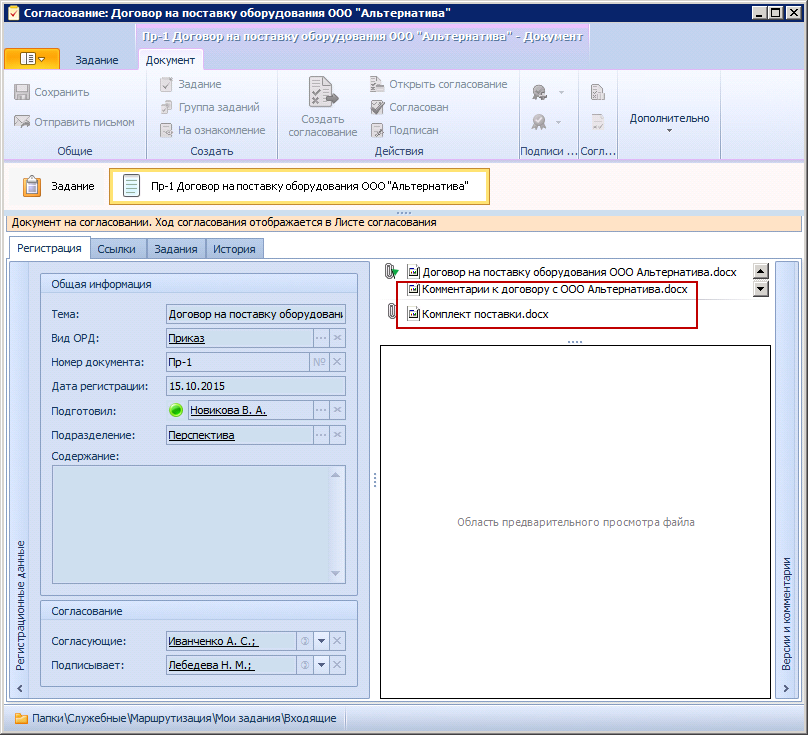 Согласование: Договор на поставку оборудования ООО "Альтернатива"
Пр-1 Договор на поставку оборудования ООО "Альтернатива" - Документ
Задание
Документ
Сохранить
Отправить письмом
Общие
Задание
Группа заданий
На ознакомление
Создать
Создать
согласование
Открыть согласование
Согласован
Подписан
Действия
Подписи ...
Согл...
Дополнительно
Задание
Пр-1 Договор на поставку оборудования ООО "Альтернатива"
Документ на согласовании. Ход согласования отображается в Листе согласования
Регистрация
Ссылки
Задания
История
Регистрационные данные
Общая информация
Тема: Договор на поставку оборудовани
Вид ОРД: Приказ
Номер документа: Пр-1 №
Дата регистрации: 15.10.2015
Подготовил: Новикова В. А.
Подразделение: Перспектива
Содержание:
Согласование
Согласующие: Иванченко А. С.;
Подписывает: Лебедева Н. М.;
Договор на поставку оборудования ООО Альтернатива.docx
Комментарии к договору с ООО Альтернатива.docx
Комплект поставки.docx
Область предварительного просмотра файла
Версии и комментарии
Папки\Служебные\Маршрутизация\Мои задания\Входящие